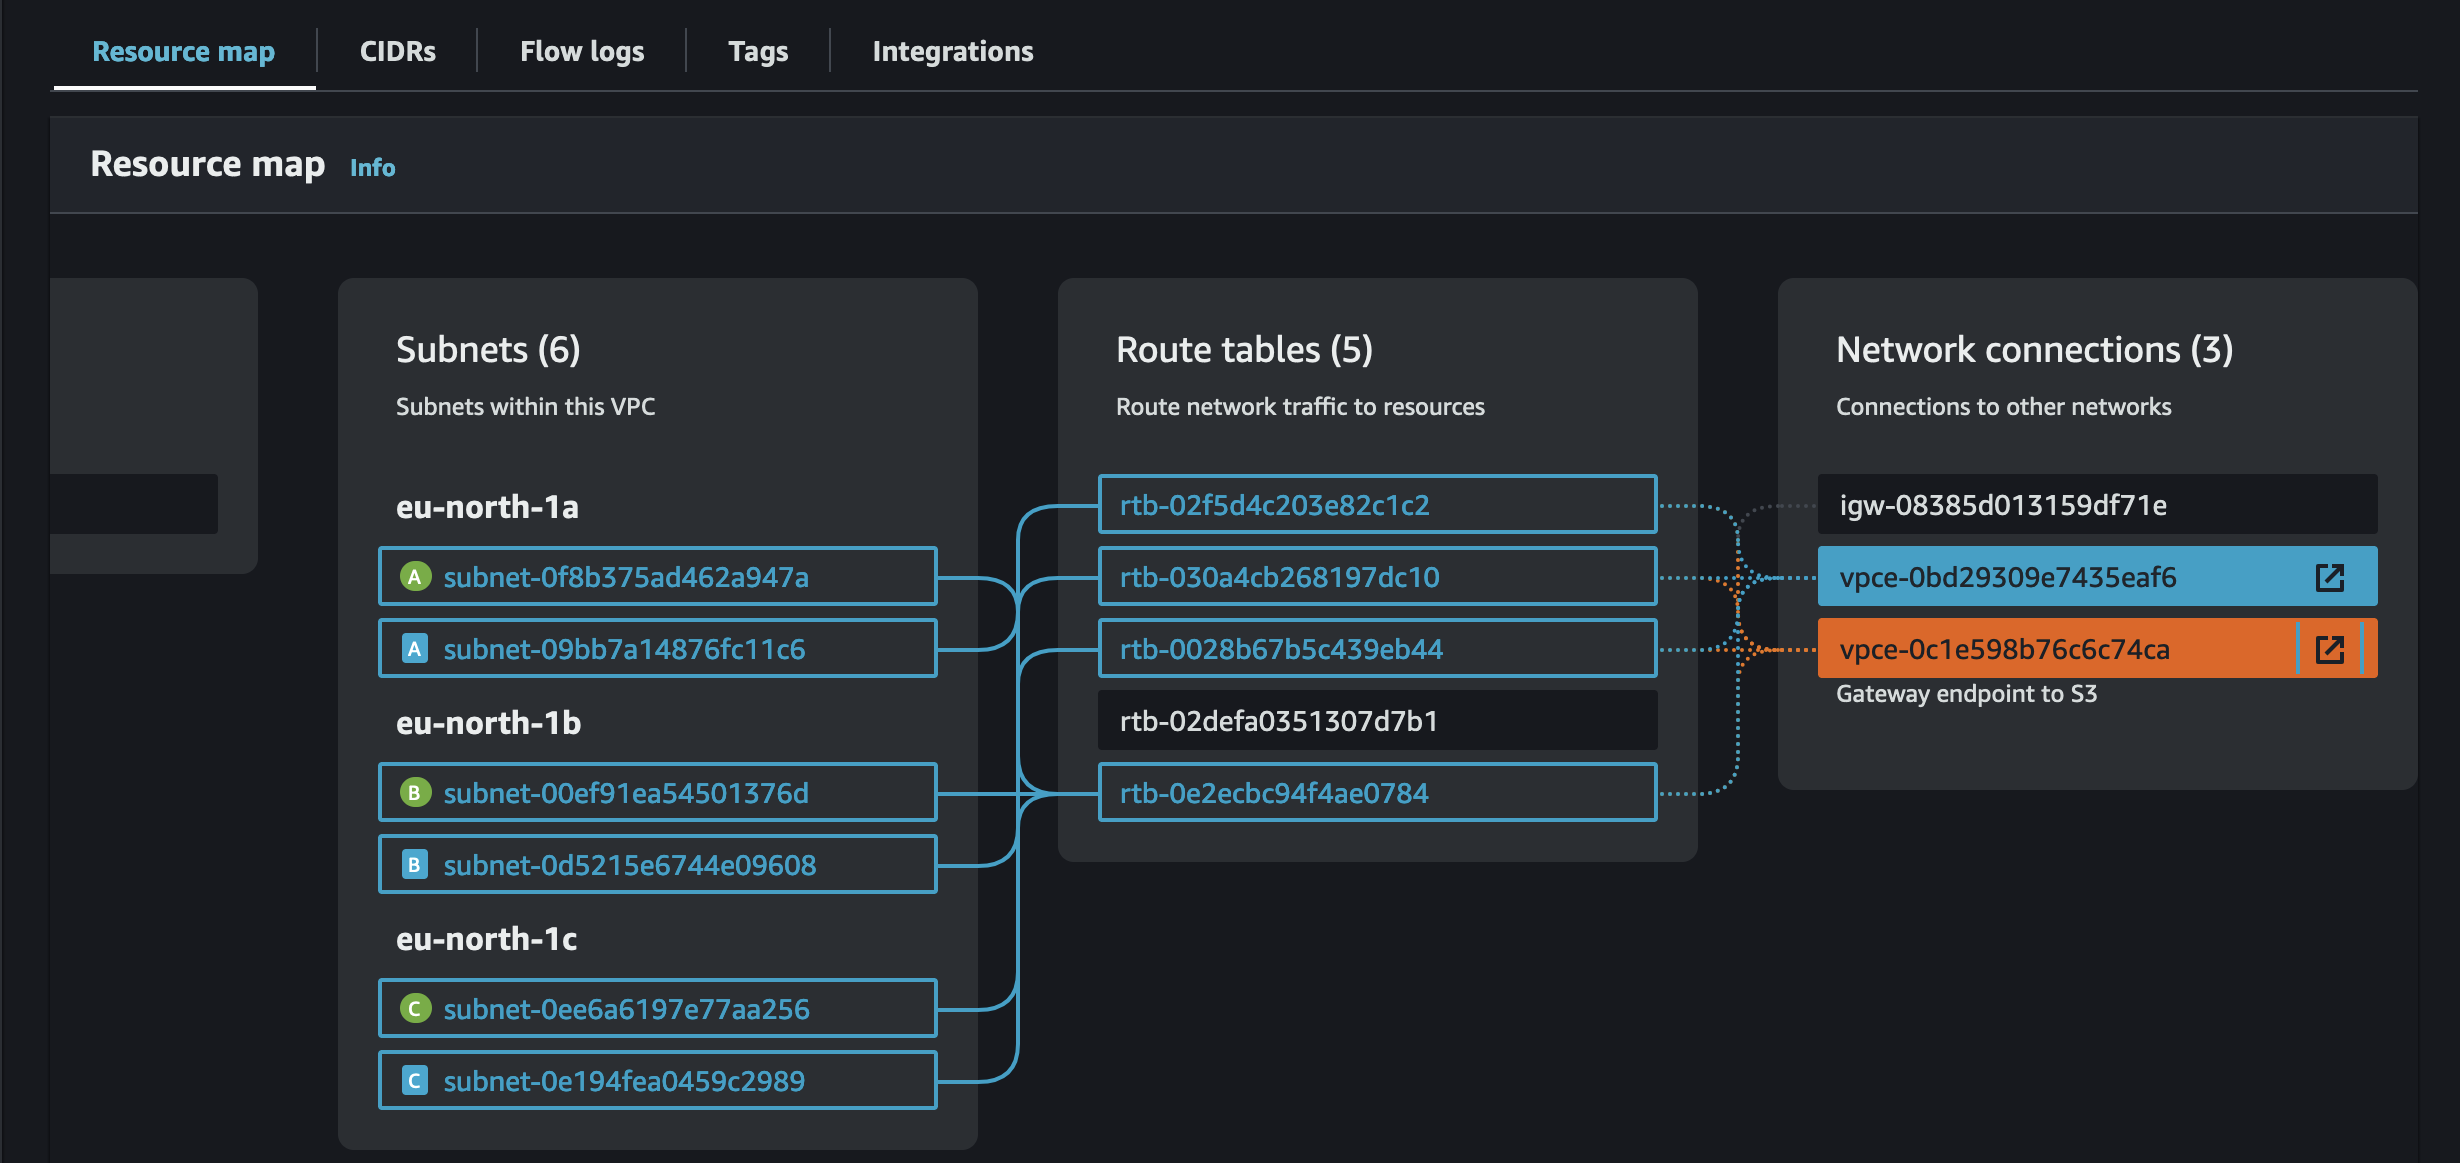 Resource map
CIDRs
Flow logs
Tags
Integrations
Resource map Info
Subnets (6)
Subnets within this VPC
eu-north-1a
A subnet-0f8b375ad462a947a
A subnet-09bb7a14876fc11c6
eu-north-1b
B subnet-00ef91ea54501376d
B subnet-0d5215e6744e09608
eu-north-1c
C subnet-0ee6a6197e77aa256
C subnet-0e194fea0459c2989
Route tables (5)
Route network traffic to resources
rtb-02f5d4c203e82c1c2
rtb-030a4cb268197dc10
rtb-0028b67b5c439eb44
rtb-02defa0351307d7b1
rtb-0e2ecbc94f4ae0784
Network connections (3)
Connections to other networks
igw-08385d013159df71e
vpce-0bd29309e7435eaf6
vpce-0c1e598b76c6c74ca
Gateway endpoint to S3